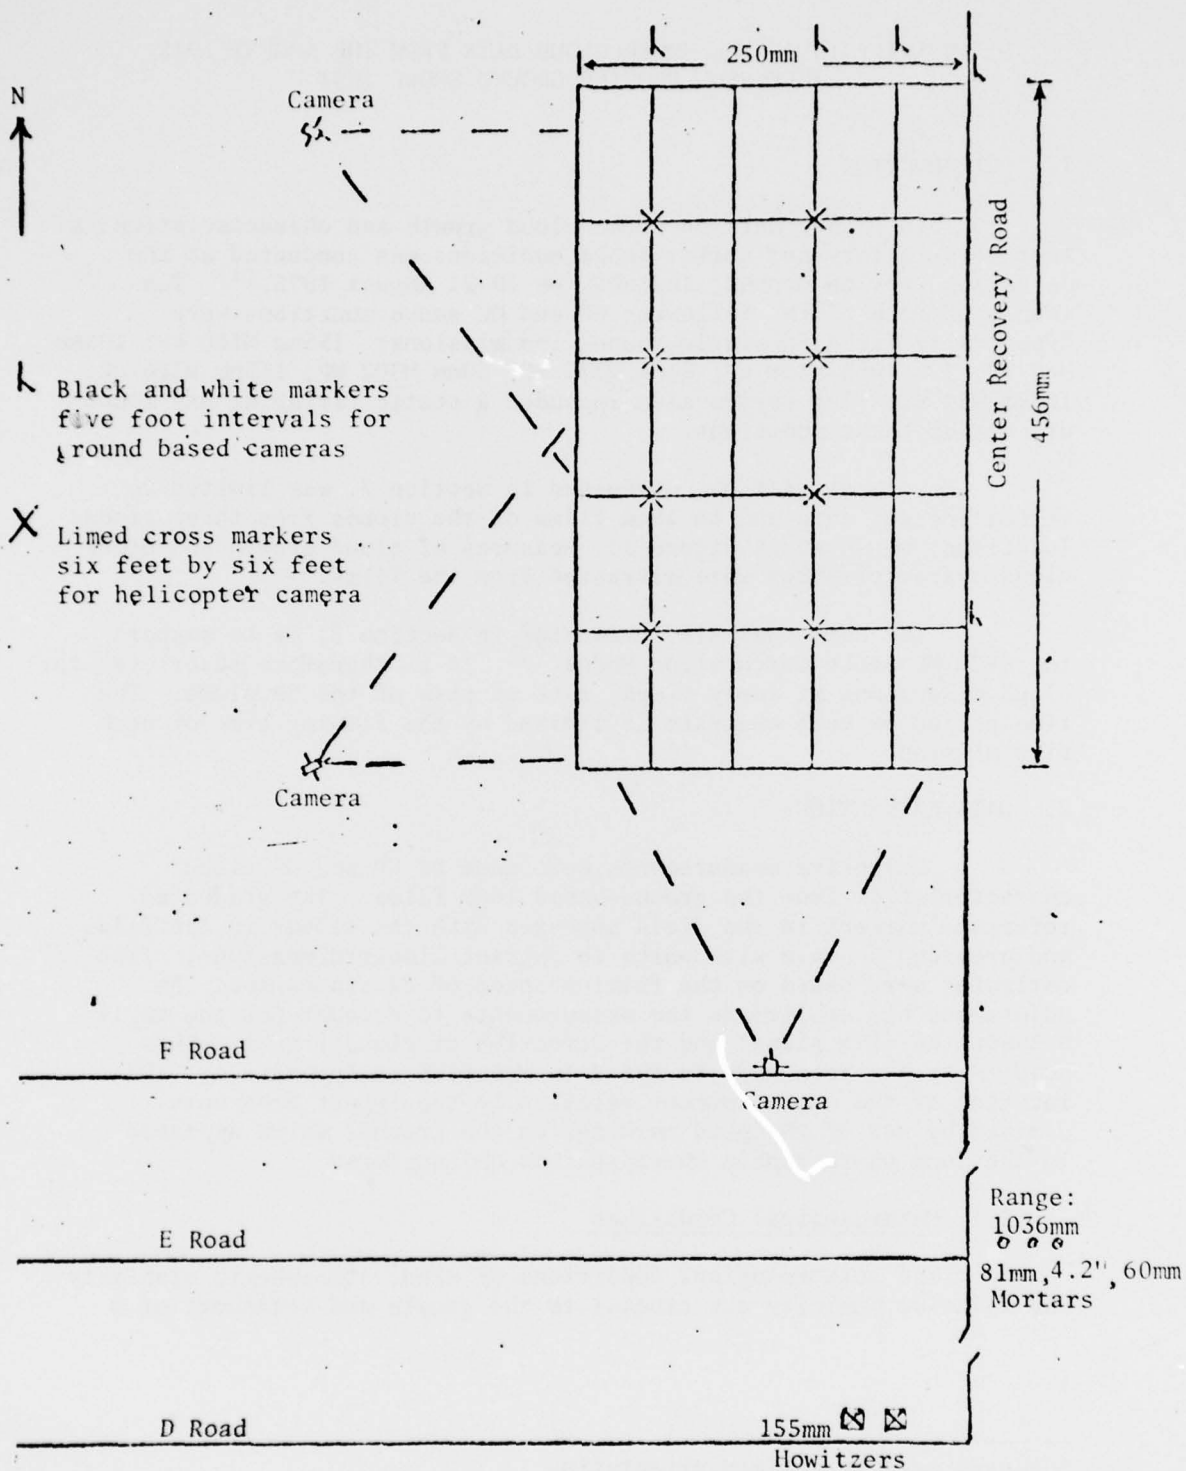 250mm
N
Camera
Center Recovery Road
456mm
Black and white markers
five foot intervals for
ground based cameras
Limed cross markers
six feet by six feet
for helicopter camera
Camera
F Road
Camera
Range:
1036mm
E Road
81mm, 4.2", 60mm
Mortars
D Road
155mm
Howitzers